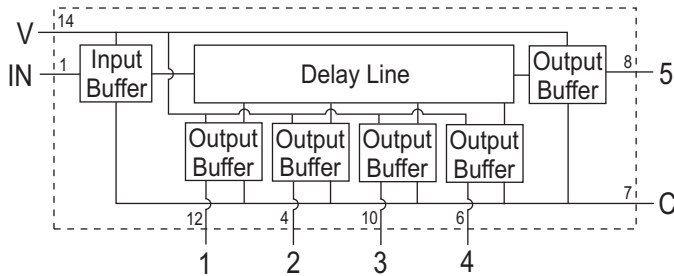 V 14
IN 1
Input
Buffer
Delay Line
Output
Buffer
8 5
Output
Buffer
Output
Buffer
Output
Buffer
Output
Buffer
7 C
12 4 10 6
1 2 3 4